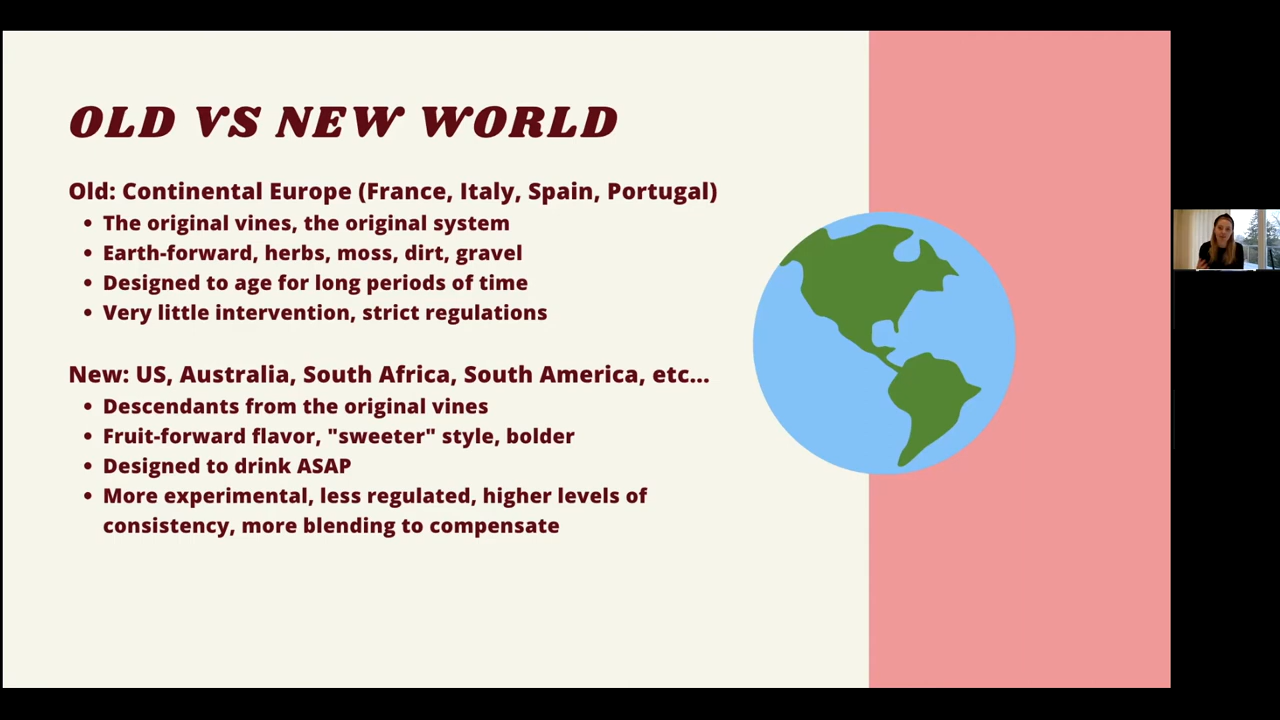 OLD VS NEW WORLD
Old: Continental Europe (France, Italy, Spain, Portugal)
• The original vines, the original system
• Earth-forward, herbs, moss, dirt, gravel
• Designed to age for long periods of time
• Very little intervention, strict regulations
New: US, Australia, South Africa, South America, etc...
• Descendants from the original vines
• Fruit-forward flavor, "sweeter" style, bolder
• Designed to drink ASAP
• More experimental, less regulated, higher levels of
consistency, more blending to compensate